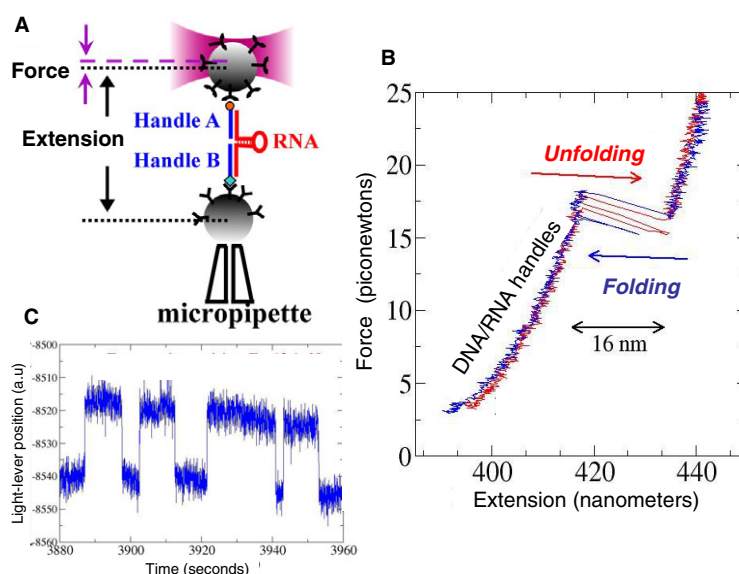 A
Force
Extension
Handle A
Handle B
RNA
micropipette
B
25
20
15
10
5
0
Force (piconewtons)
Unfolding
Folding
DNA/RNA handles
16 nm
400
420
440
Extension (nanometers)
C
-8500
-8510
-8520
-8530
-8540
-8550
-8560
Light-lever position (a.u)
3880
3900
3920
3940
3960
Time (seconds)